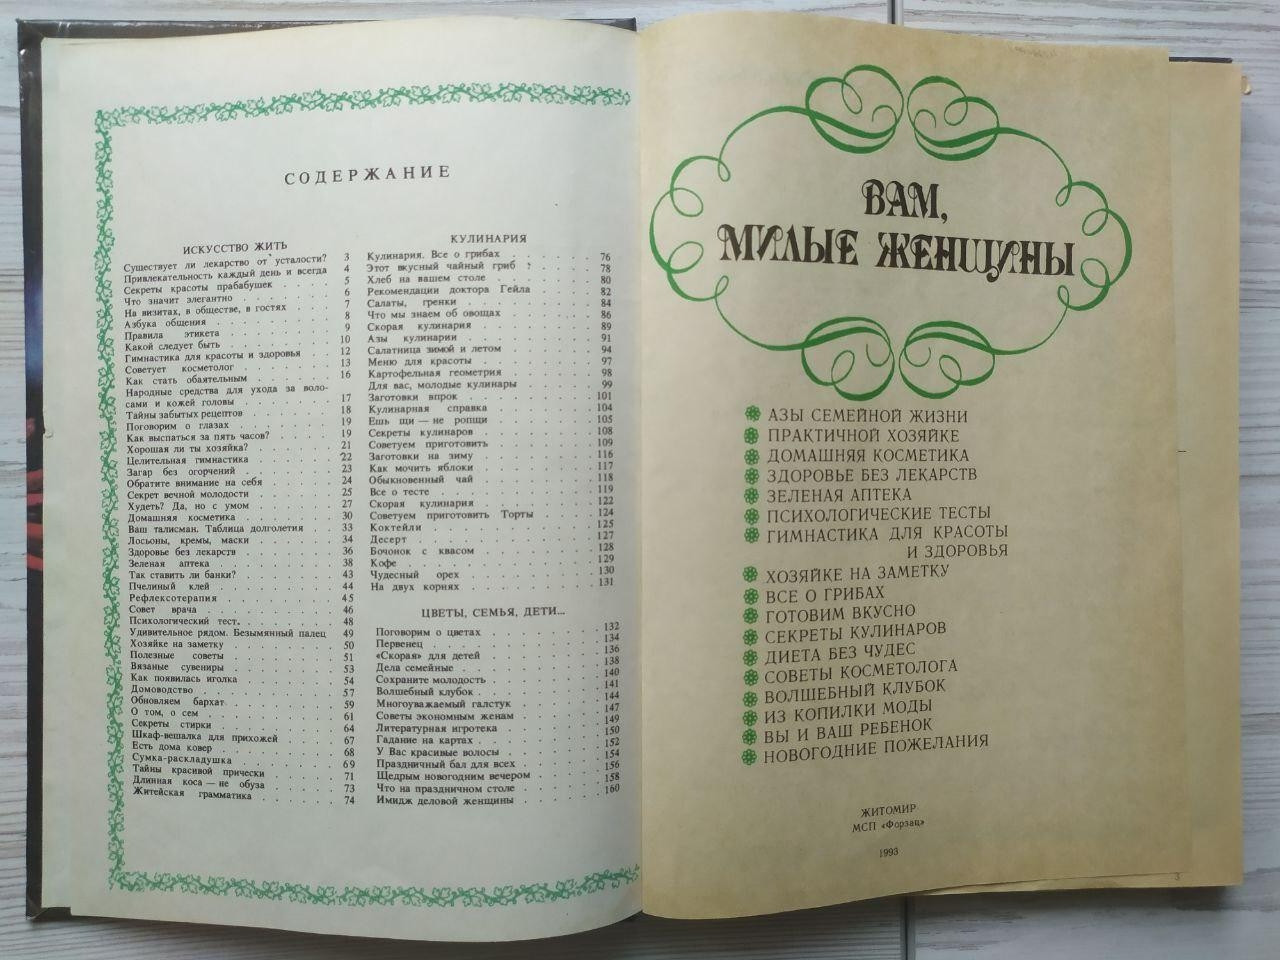 СОДЕРЖАНИЕ
ИСКУССТВО ЖИТЬ
Существует ли лекарство от усталости? 3
Привлекательность каждый день и всегда 4
Секреты красоты прабабушек . . . 5
Что значит элегантно . . . 6
На визитах, в обществе, в гостях . . . 7
Азбука общения . . . 8
Правила этикета . . . 9
Какой следует быть . . . 10
Гимнастика для красоты и здоровья . . . 12
Советует косметолог . . . 13
Как стать обаятельным . . . 16
Народные средства для ухода за воло-
сами и кожей головы . . . 17
Тайны забытых рецептов . . . 18
Поговорим о глазах . . . 19
Как выспаться за пять часов? . . . 19
Хорошая ли ты хозяйка? . . . 21
Целительная гимнастика . . . 22
Загар без огорчений . . . 23
Обратите внимание на себя . . . 24
Секрет вечной молодости . . . 25
Худеть? Да, но с умом . . . 27
Домашняя косметика . . . 30
Ваш талисман. Таблица долголетия . . . 33
Лосьоны, кремы, маски . . . 34
Здоровье без лекарств . . . 36
Зеленая аптека . . . 38
Так ставить ли банки? . . . 43
Пчелиный клей . . . 44
Рефлексотерапия . . . 45
Совет врача . . . 46
Психологический тест. . . . 48
Удивительное рядом. Безымянный палец 49
Хозяйке на заметку . . . 50
Полезные советы . . . 51
Вязаные сувениры . . . 53
Как появилась иголка . . . 54
Домоводство . . . 57
Обновляем бархат . . . 59
О том, о сем . . . 61
Секреты стирки . . . 64
Шкаф-вешалка для прихожей . . . 67
Есть дома ковер . . . 68
Сумка-раскладушка . . . 69
Тайны красивой прически . . . 71
Длинная коса — не обуза . . . 73
Житейская грамматика . . . 74
КУЛИНАРИЯ
Кулинария. Все о грибах . . . 76
Этот вкусный чайный гриб . . . 78
Хлеб на вашем столе . . . 80
Рекомендации доктора Гейла . . . 82
Салаты, гренки . . . 84
Что мы знаем об овощах . . . 86
Скорая кулинария . . . 89
Азы кулинарии . . . 91
Салатница зимой и летом . . . 94
Меню для красоты . . . 97
Картофельная геометрия . . . 98
Для вас, молодые кулинары . . . 99
Заготовки впрок . . . 101
Кулинарная справка . . . 104
Ешь щи — не ропщи . . . 105
Секреты кулинаров . . . 108
Советуем приготовить . . . 109
Заготовки на зиму . . . 116
Как мочить яблоки . . . 117
Обыкновенный чай . . . 118
Все о тесте . . . 119
Скорая кулинария . . . 122
Советуем приготовить Торты . . . 124
Коктейли . . . 125
Десерт . . . 127
Бочонок с квасом . . . 128
Кофе . . . 129
Чудесный орех . . . 130
На двух корнях . . . 131
ЦВЕТЫ, СЕМЬЯ, ДЕТИ...
Поговорим о цветах . . . 132
Первенец . . . 134
«Скорая» для детей . . . 136
Дела семейные . . . 138
Сохраните молодость . . . 140
Волшебный клубок . . . 141
Многоуважаемый галстук . . . 144
Советы экономным женам . . . 147
Литературная игротека . . . 149
Гадание на картах . . . 150
У Вас красивые волосы . . . 152
Праздничный бал для всех . . . 154
Щедрым новогодним вечером . . . 156
Что на праздничном столе . . . 158
Имидж деловой женщины . . . 160
ВАМ,
МИЛЫЕ ЖЕНЩИНЫ
АЗЫ СЕМЕЙНОЙ ЖИЗНИ
ПРАКТИЧНОЙ ХОЗЯЙКЕ
ДОМАШНЯЯ КОСМЕТИКА
ЗДОРОВЬЕ БЕЗ ЛЕКАРСТВ
ЗЕЛЕНАЯ АПТЕКА
ПСИХОЛОГИЧЕСКИЕ ТЕСТЫ
ГИМНАСТИКА ДЛЯ КРАСОТЫ
И ЗДОРОВЬЯ
ХОЗЯЙКЕ НА ЗАМЕТКУ
ВСЕ О ГРИБАХ
ГОТОВИМ ВКУСНО
СЕКРЕТЫ КУЛИНАРОВ
ДИЕТА БЕЗ ЧУДЕС
СОВЕТЫ КОСМЕТОЛОГА
ВОЛШЕБНЫЙ КЛУБОК
ИЗ КОПИЛКИ МОДЫ
ВЫ И ВАШ РЕБЕНОК
НОВОГОДНИЕ ПОЖЕЛАНИЯ
ЖИТОМИР
МСП «Форзац»
1993
3